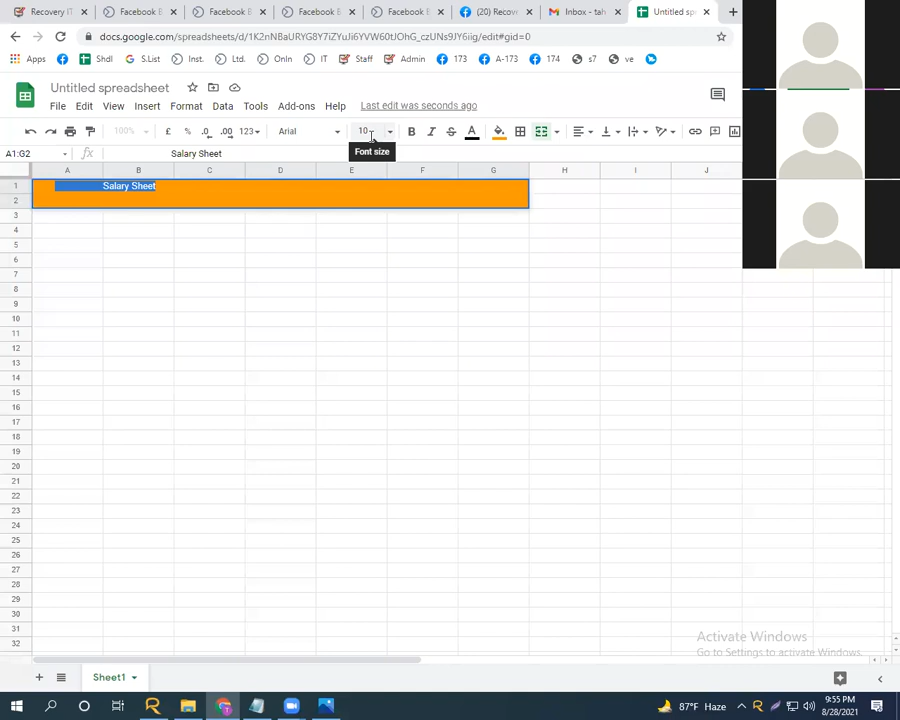 Recovery IT
Facebook B
Facebook B
Facebook B
Facebook B
(20) Recov
Inbox - tah
Untitled sp
docs.google.com/spreadsheets/d/1K2nNBaURYG8Y7iZYuJi6YVW60tJOhG_czUNs9JY6iig/edit#gid=0
Apps
Shdl
S.List
Inst.
Ltd.
OnIn
IT
Staff
Admin
173
A-173
174
s7
ve
Untitled spreadsheet
File Edit View Insert Format Data Tools Add-ons Help Last edit was seconds ago
100% £ % .0 .00 123 Arial 10 B I S A
Font size
A1:G2 fx Salary Sheet
A B C D E F G H I J
1 Salary Sheet
2
3
4
5
6
7
8
9
10
11
12
13
14
15
16
17
18
19
20
21
22
23
24
25
26
27
28
29
30
31
32
Activate Windows
Go to Settings to activate Windows.
Sheet1
87°F Haze
9:55 PM
8/28/2021